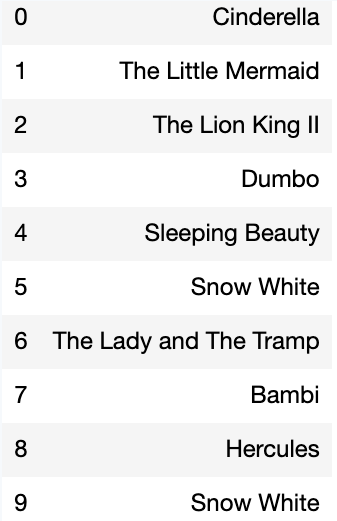 0 Cinderella
1 The Little Mermaid
2 The Lion King II
3 Dumbo
4 Sleeping Beauty
5 Snow White
6 The Lady and The Tramp
7 Bambi
8 Hercules
9 Snow White